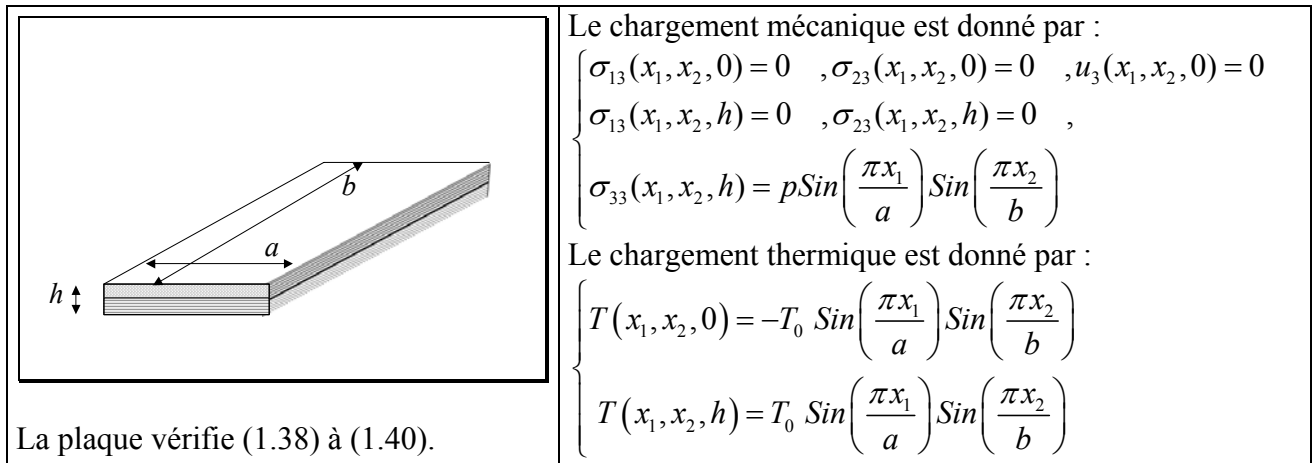 b
a
h
La plaque vérifie (1.38) à (1.40).
Le chargement mécanique est donné par :
σ₁₃(x₁, x₂, 0) = 0 , σ₂₃(x₁, x₂, 0) = 0 , u₃(x₁, x₂, 0) = 0
σ₁₃(x₁, x₂, h) = 0 , σ₂₃(x₁, x₂, h) = 0 ,
σ₃₃(x₁, x₂, h) = pSin(πx₁/a) Sin(πx₂/b)
Le chargement thermique est donné par :
T(x₁, x₂, 0) = −T₀ Sin(πx₁/a) Sin(πx₂/b)
T(x₁, x₂, h) = T₀ Sin(πx₁/a) Sin(πx₂/b)